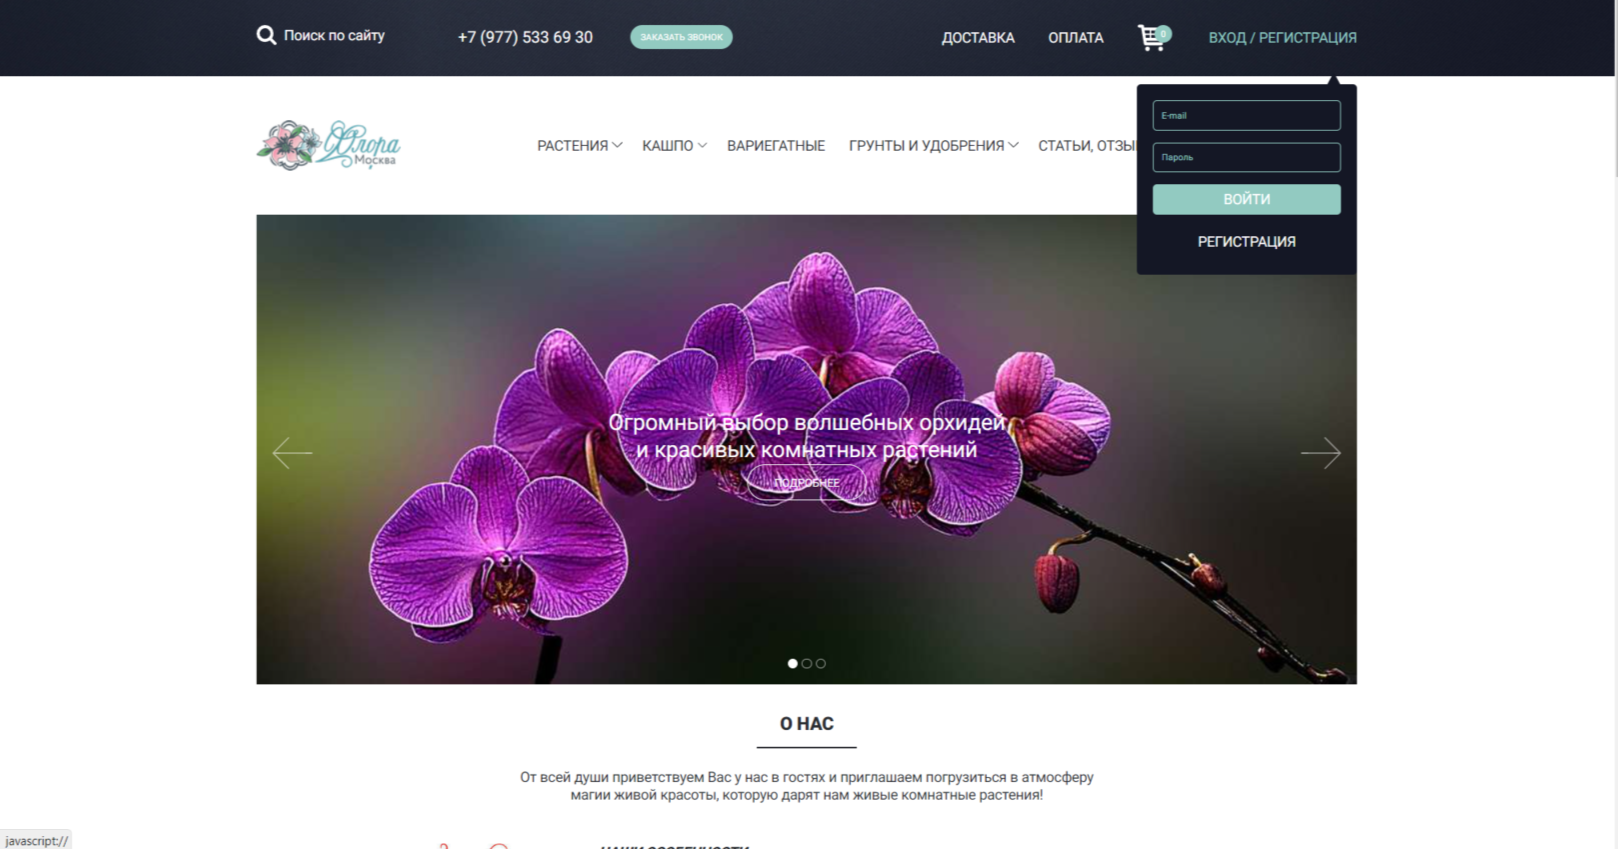 Поиск по сайту
+7 (977) 533 69 30
ЗАКАЗАТЬ ЗВОНОК
ДОСТАВКА
ОПЛАТА
0
ВХОД / РЕГИСТРАЦИЯ
Флора
Москва
РАСТЕНИЯ
КАШПО
ВАРИЕГАТНЫЕ
ГРУНТЫ И УДОБРЕНИЯ
СТАТЬИ, ОТЗЫ
E-mail
Пароль
ВОЙТИ
РЕГИСТРАЦИЯ
Огромный выбор волшебных орхидей
и красивых комнатных растений
ПОДРОБНЕЕ
О НАС
От всей души приветствуем Вас у нас в гостях и приглашаем погрузиться в атмосферу
магии живой красоты, которую дарят нам живые комнатные растения!
НАШИ ОСОБЕННОСТИ
javascript://